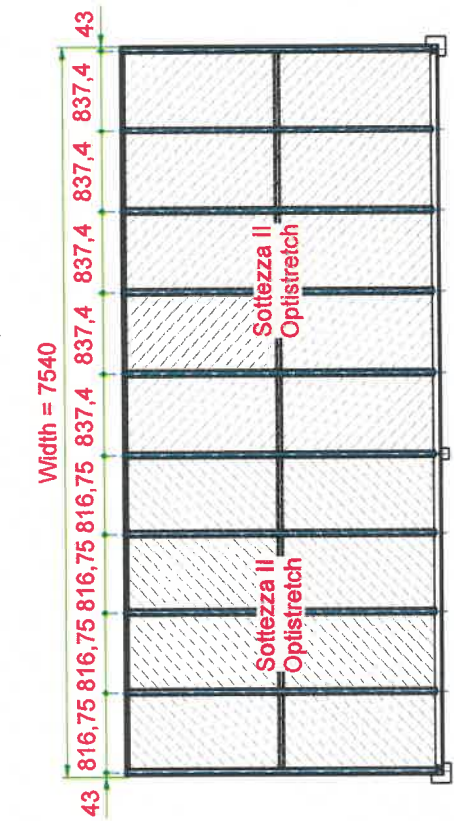 Width = 7540
43 816,75 816,75 816,75 816,75 837,4 837,4 837,4 837,4 837,4 43
Sottezza II
Optistretch
Sottezza II
Optistretch